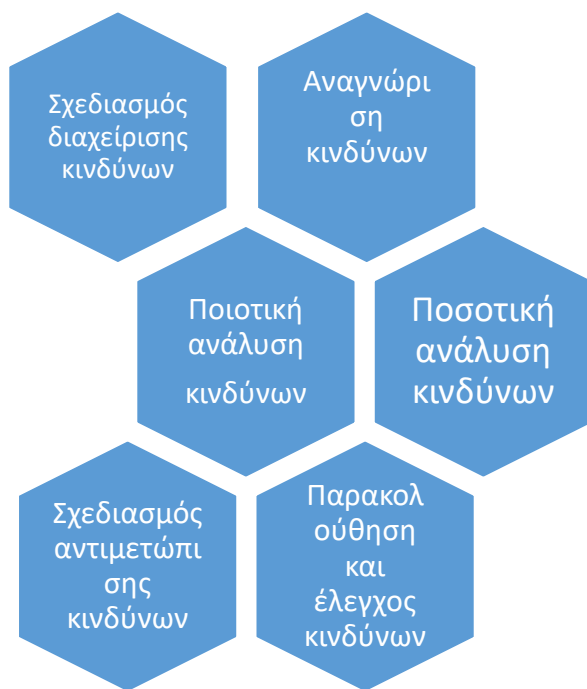 Σχεδιασμός
διαχείρισης
κινδύνων
Αναγνώρι
ση
κινδύνων
Ποιοτική
ανάλυση
κινδύνων
Ποσοτική
ανάλυση
κινδύνων
Σχεδιασμός
αντιμετώπι
σης
κινδύνων
Παρακολ
ούθηση
και
έλεγχος
κινδύνων